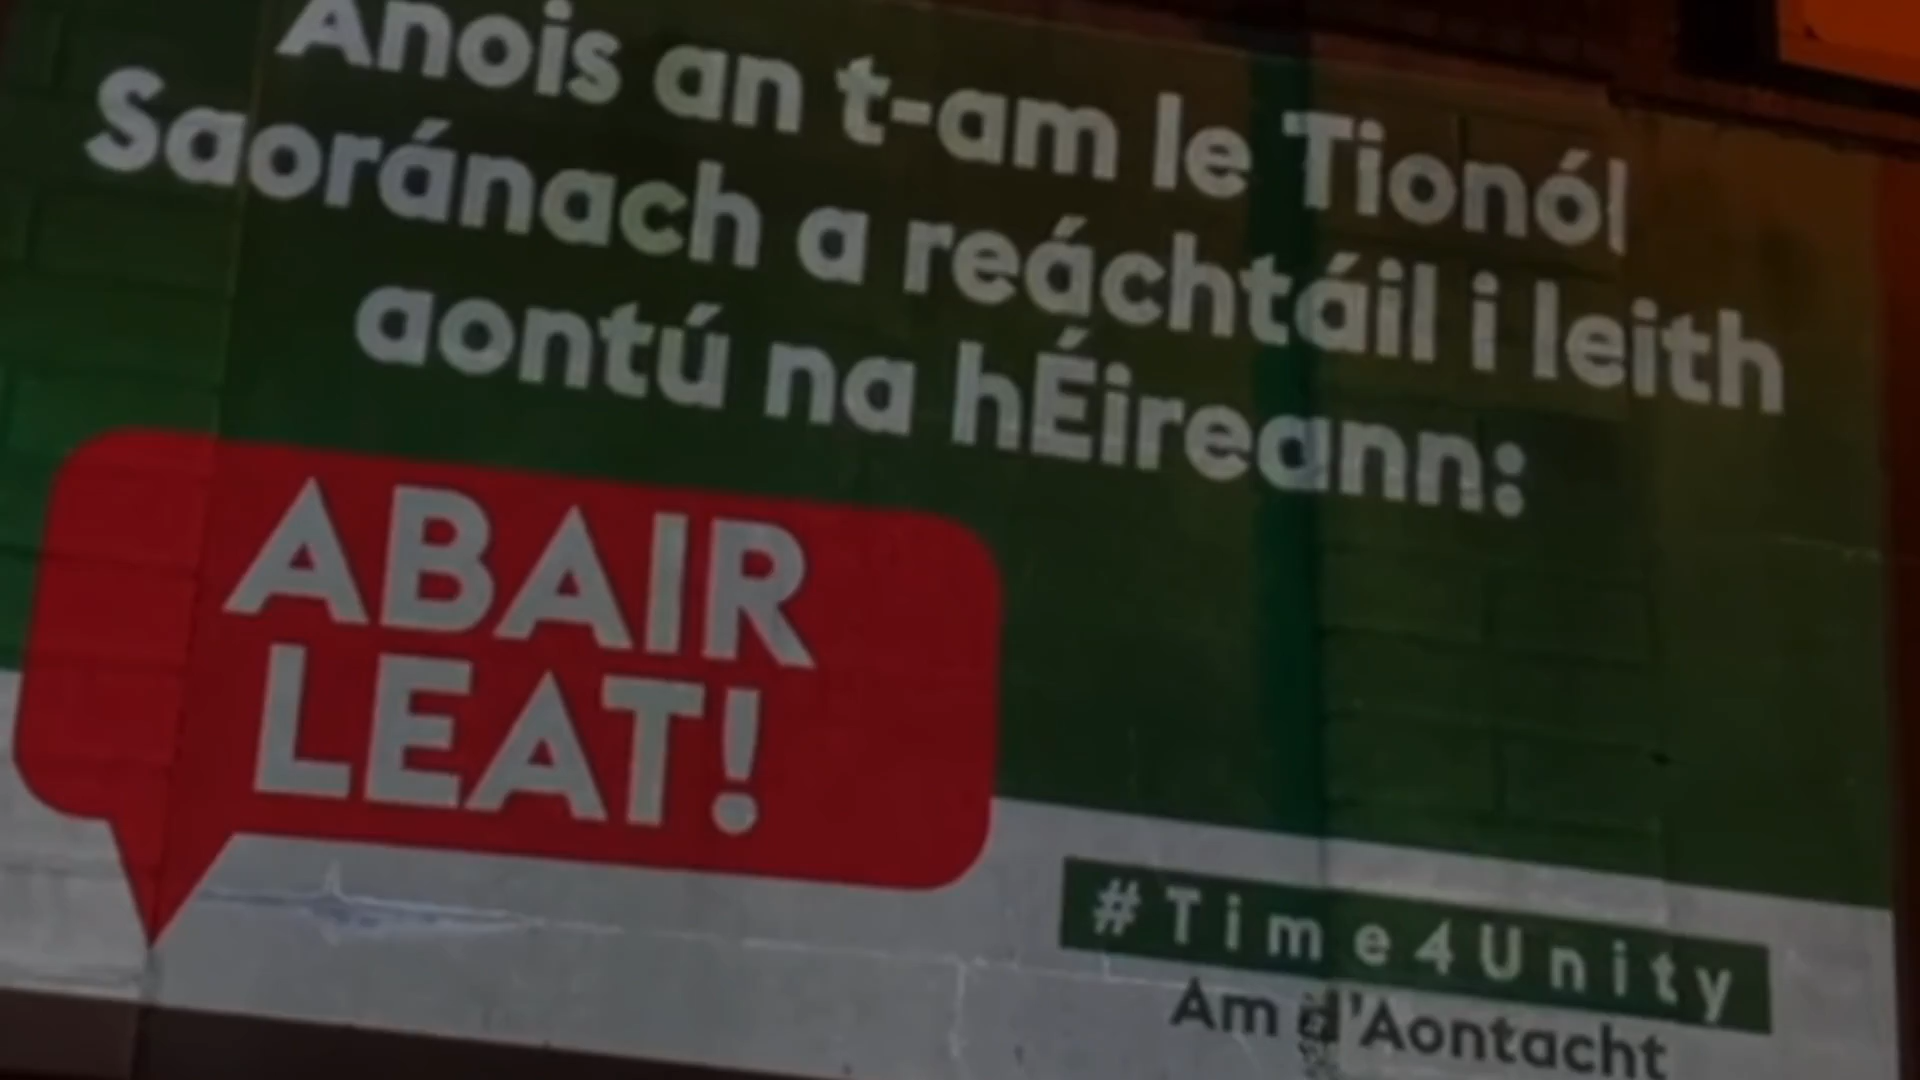 Anois an t-am le Tionól
Saoránach a reáchtáil i leith
aontú na hÉireann:
ABAIR
LEAT!
#Time4Unity
Am d'Aontacht